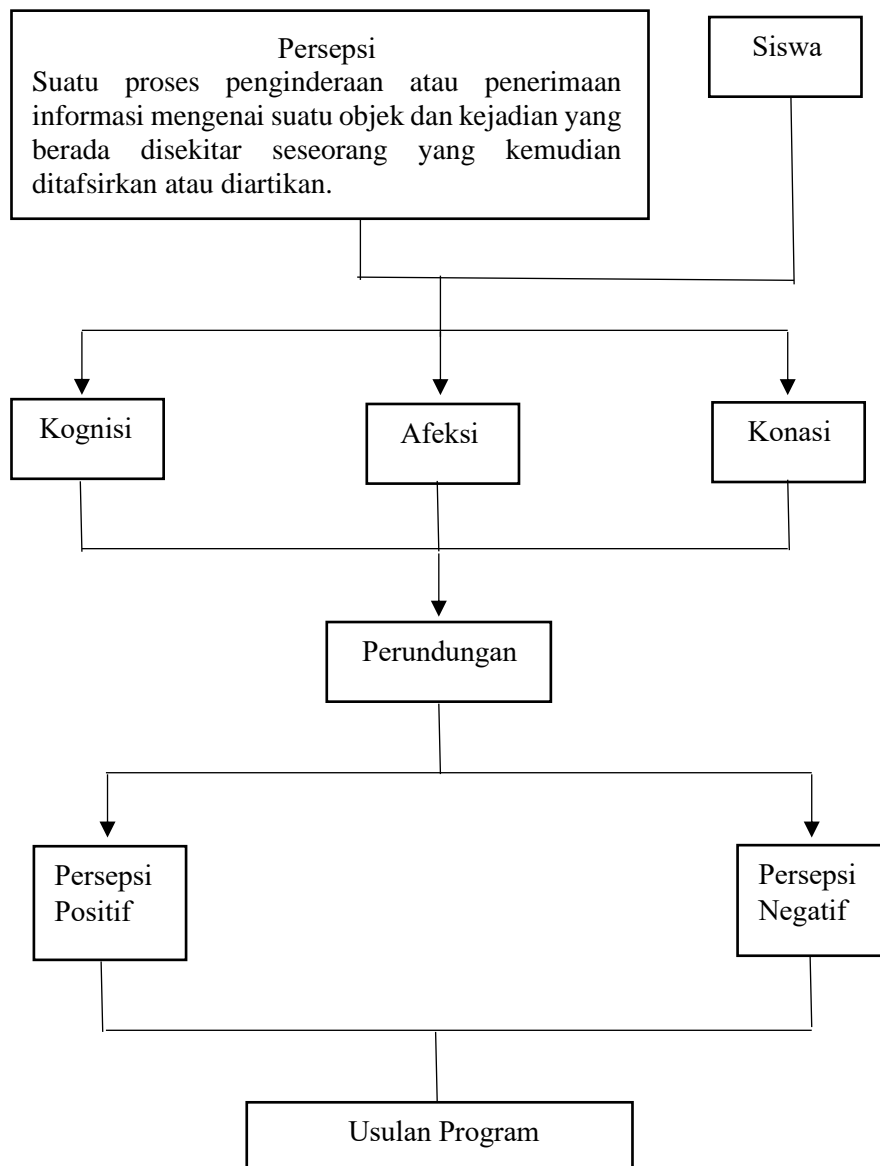 Persepsi
Suatu proses penginderaan atau penerimaan
informasi mengenai suatu objek dan kejadian yang
berada disekitar seseorang yang kemudian
ditafsirkan atau diartikan.
Siswa
Kognisi
Afeksi
Konasi
Perundungan
Persepsi
Positif
Persepsi
Negatif
Usulan Program